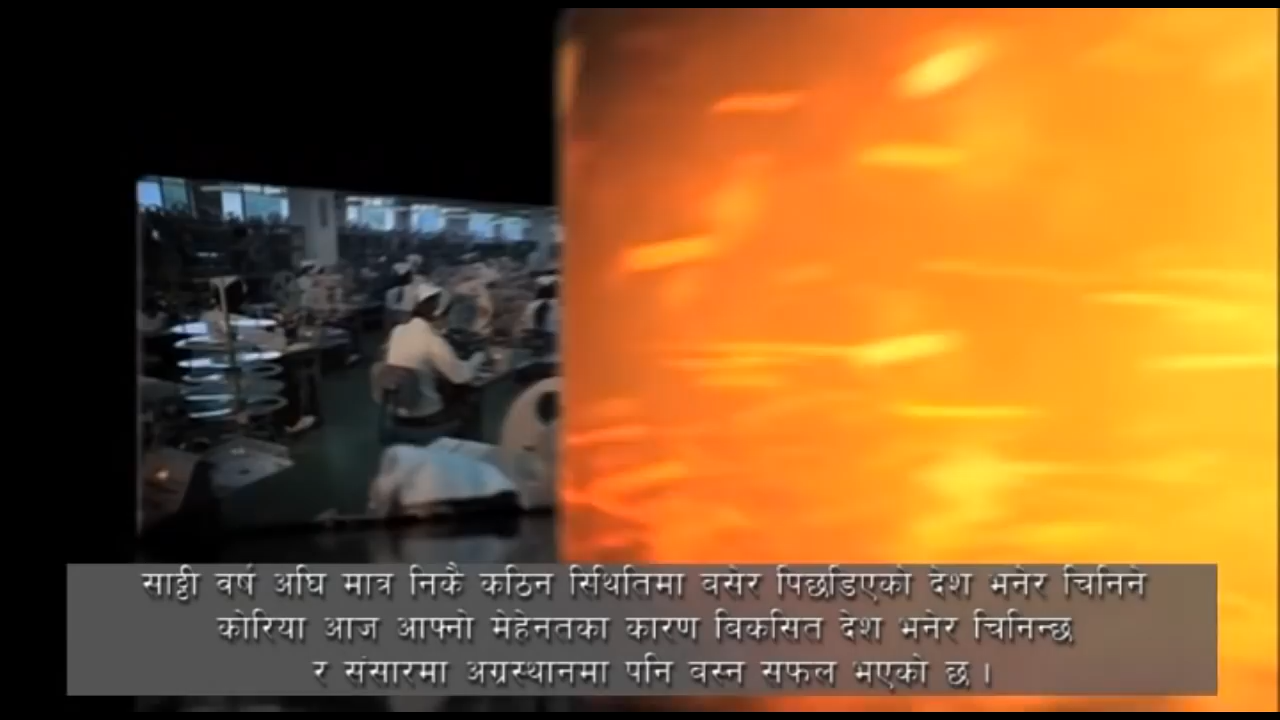 साठ्ठी वर्ष अघि मात्र निकै कठिन स्थितिमा बसेर पिछडिएको देश भनेर चिनिने
कोरिया आज आफ्नो मेहेनतका कारण बिकसित देश भनेर चिनिन्छ
र संसारमा अग्रस्थानमा पनि वस्न सफल भएको छ ।